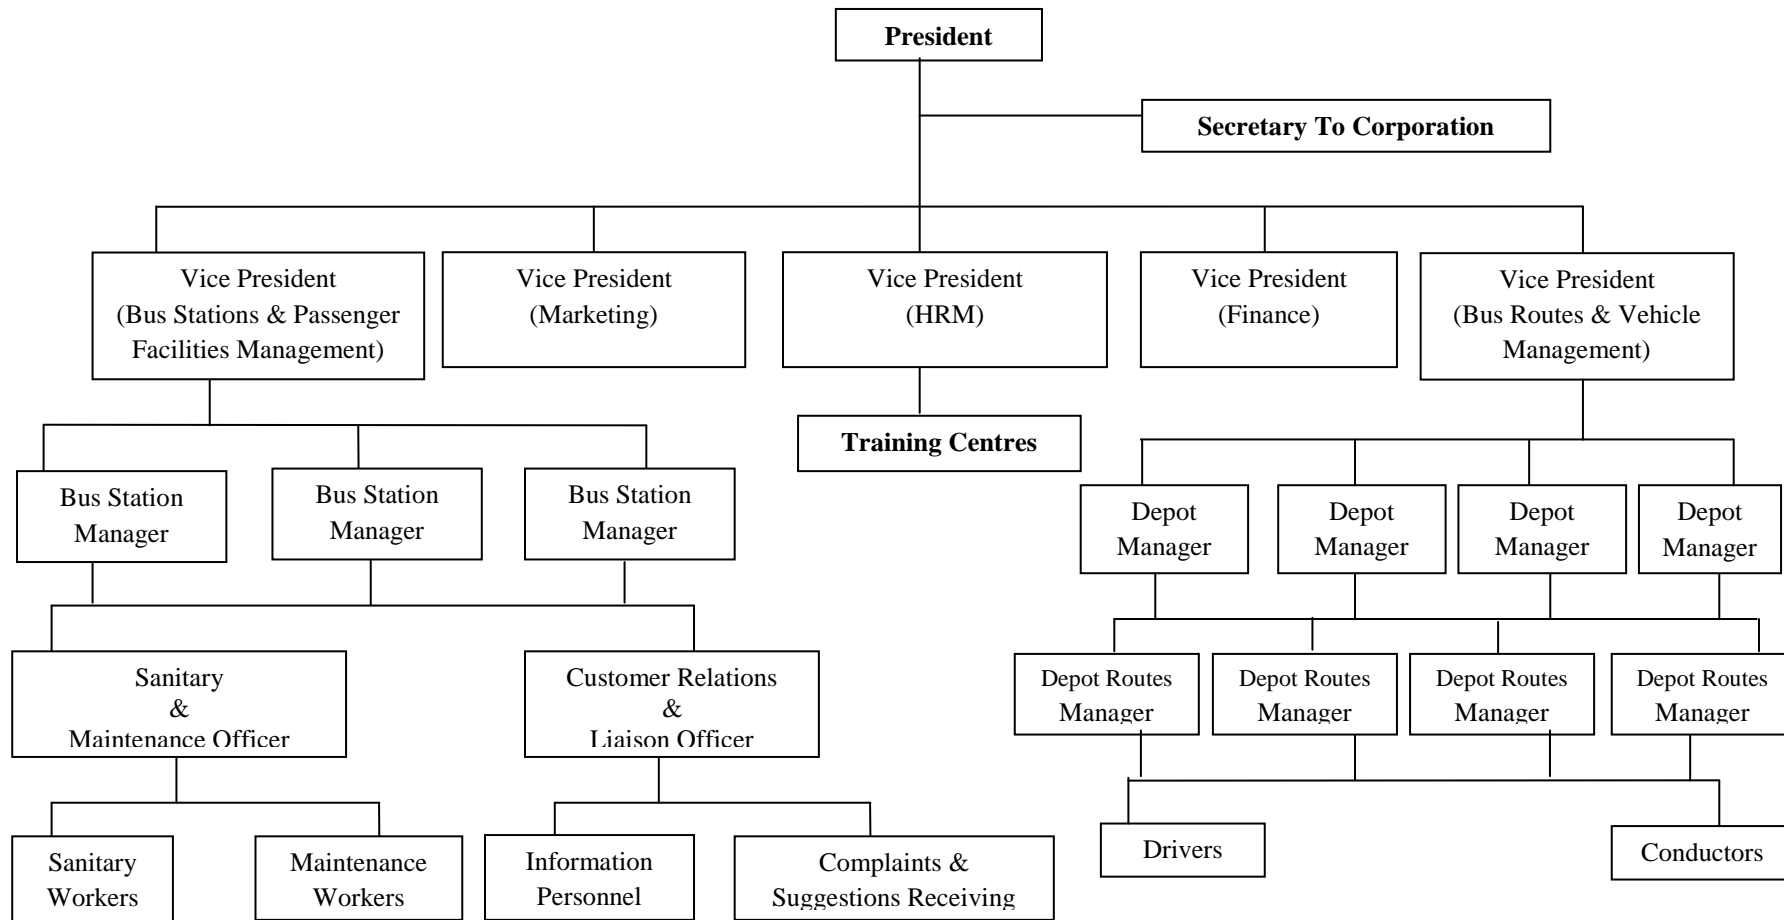 President
Secretary To Corporation
Vice President
(Bus Stations & Passenger
Facilities Management)
Vice President
(Marketing)
Vice President
(HRM)
Vice President
(Finance)
Vice President
(Bus Routes & Vehicle
Management)
Training Centres
Bus Station
Manager
Bus Station
Manager
Bus Station
Manager
Depot
Manager
Depot
Manager
Depot
Manager
Depot
Manager
Sanitary
&
Maintenance Officer
Customer Relations
&
Liaison Officer
Depot Routes
Manager
Depot Routes
Manager
Depot Routes
Manager
Depot Routes
Manager
Sanitary
Workers
Maintenance
Workers
Information
Personnel
Complaints &
Suggestions Receiving
Drivers
Conductors